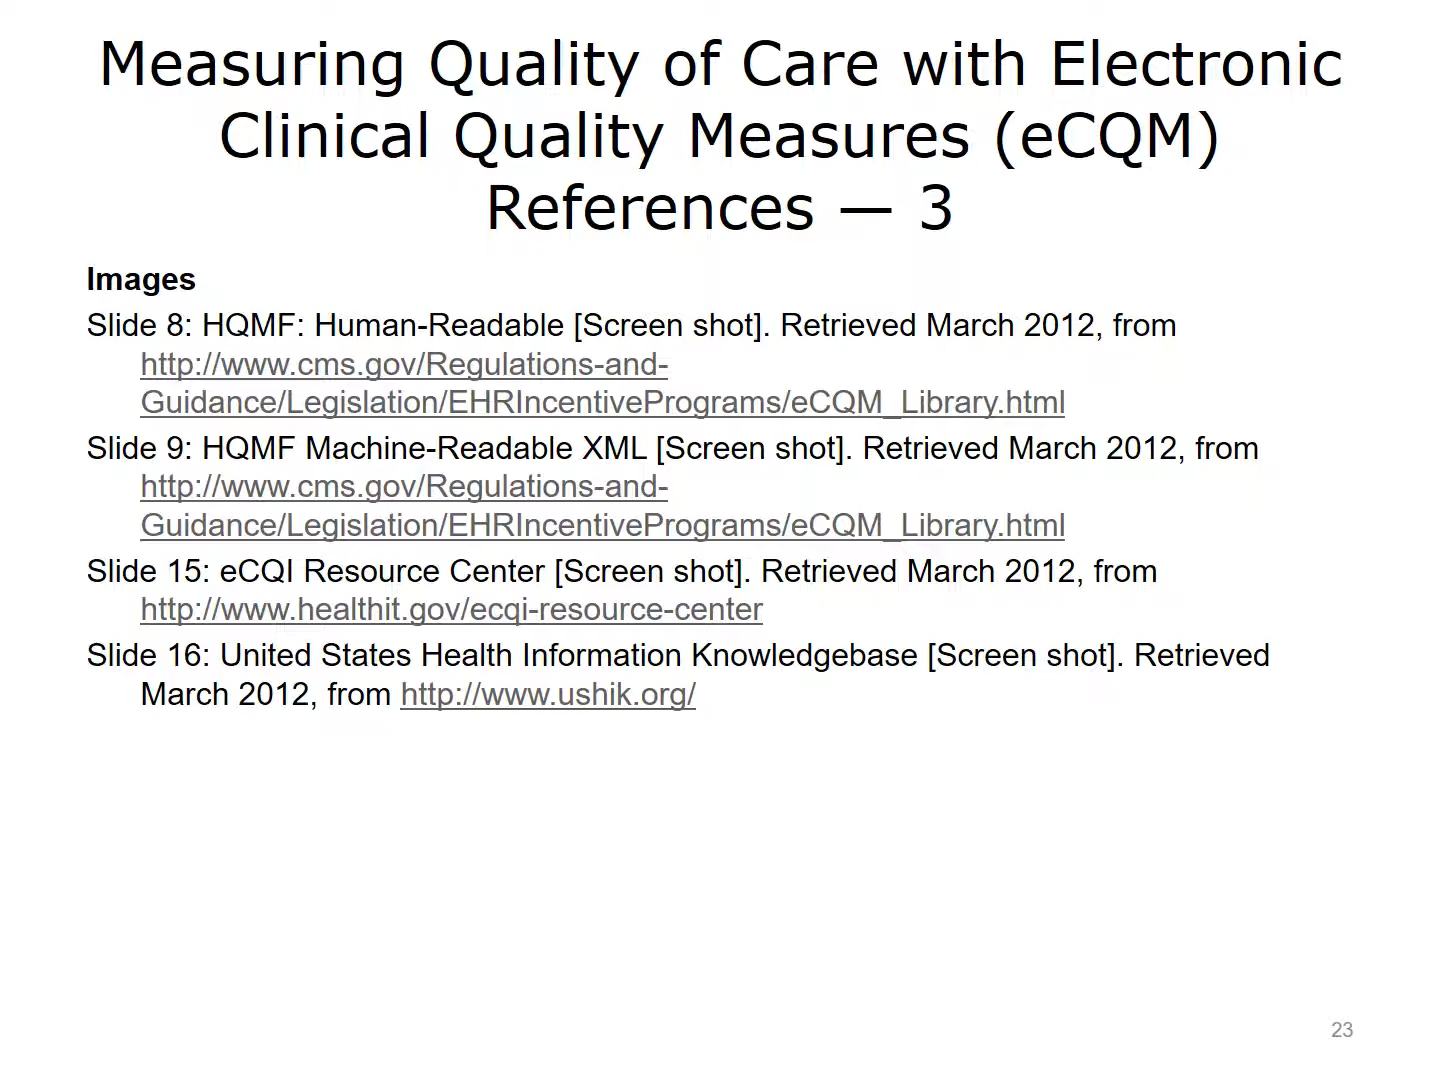 Measuring Quality of Care with Electronic
Clinical Quality Measures (eCQM)
References — 3
Images
Slide 8: HQMF: Human-Readable [Screen shot]. Retrieved March 2012, from
http://www.cms.gov/Regulations-and-
Guidance/Legislation/EHRIncentivePrograms/eCQM_Library.html
Slide 9: HQMF Machine-Readable XML [Screen shot]. Retrieved March 2012, from
http://www.cms.gov/Regulations-and-
Guidance/Legislation/EHRIncentivePrograms/eCQM_Library.html
Slide 15: eCQI Resource Center [Screen shot]. Retrieved March 2012, from
http://www.healthit.gov/ecqi-resource-center
Slide 16: United States Health Information Knowledgebase [Screen shot]. Retrieved
March 2012, from http://www.ushik.org/
23